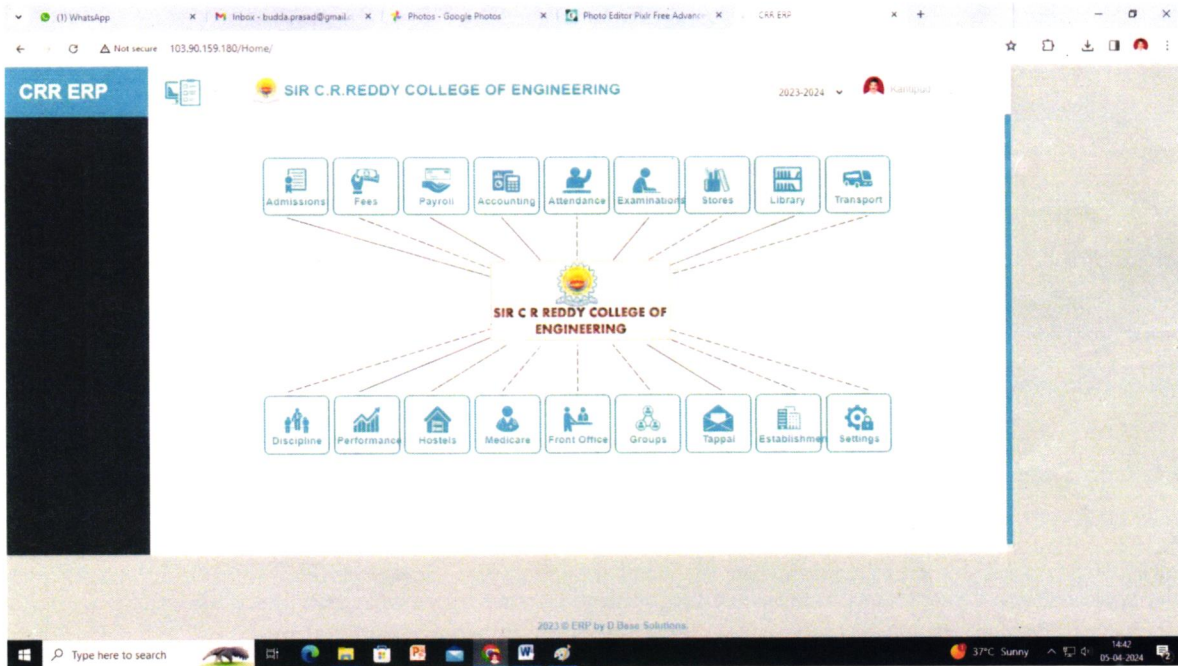 (1) WhatsApp
Inbox - budda.prasad@gmail.
Photos - Google Photos
Photo Editor Pixlr Free Advanc
CRR ERP
Not secure 103.90.159.180/Home/
CRR ERP
SIR C.R.REDDY COLLEGE OF ENGINEERING
2023-2024
Admissions Fees Payroll Accounting Attendance Examinations Stores Library Transport
SIR C R REDDY COLLEGE OF
ENGINEERING
Discipline Performance Hostels Medicare Front Office Groups Tappal Establishmen Settings
2023 © ERP by D Base Solutions.
Type here to search
37°C Sunny
14:42
05-04-2024